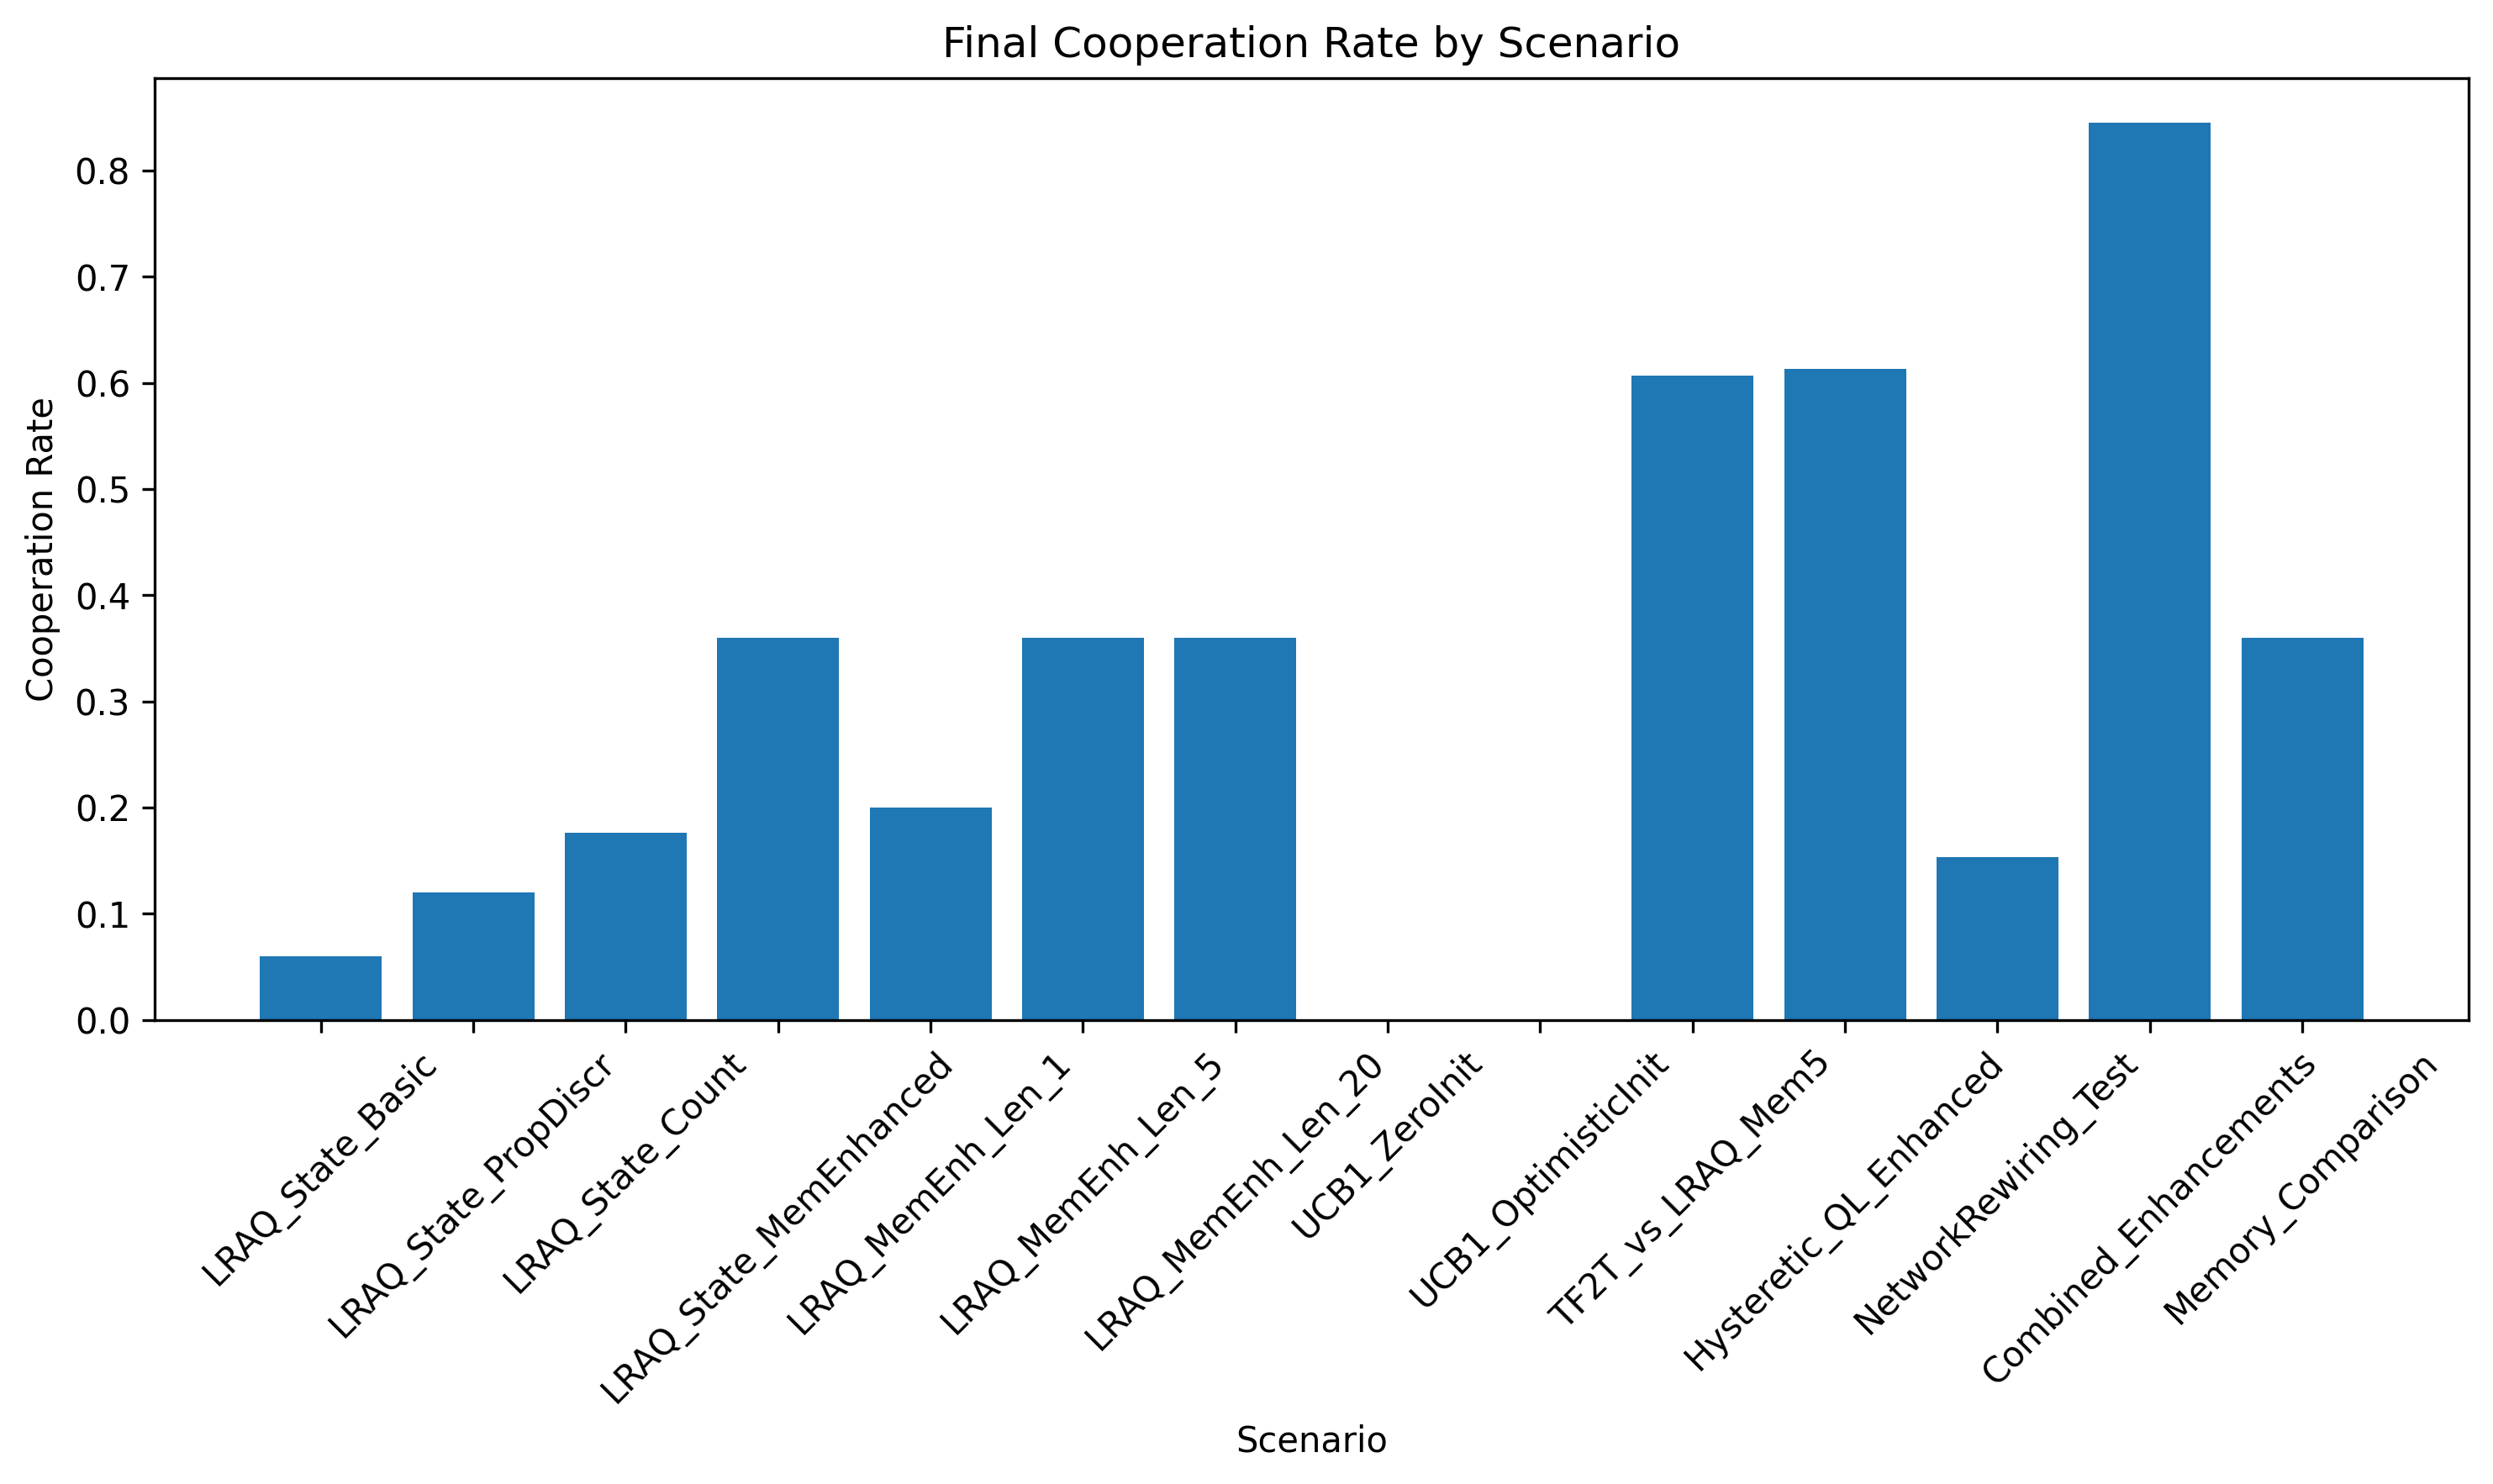 Final Cooperation Rate by Scenario
Cooperation Rate
0.8
0.7
0.6
0.5
0.4
0.3
0.2
0.1
0.0
LRAQ_State_Basic
LRAQ_State_PropDiscr
LRAQ_State_Count
LRAQ_State_MemEnhanced
LRAQ_MemEnh_Len_1
LRAQ_MemEnh_Len_5
LRAQ_MemEnh_Len_20
UCB1_ZeroInit
UCB1_OptimisticInit
TF2T_vs_LRAQ_Mem5
Hysteretic_QL_Enhanced
NetworkRewiring_Test
Combined_Enhancements
Memory_Comparison
Scenario